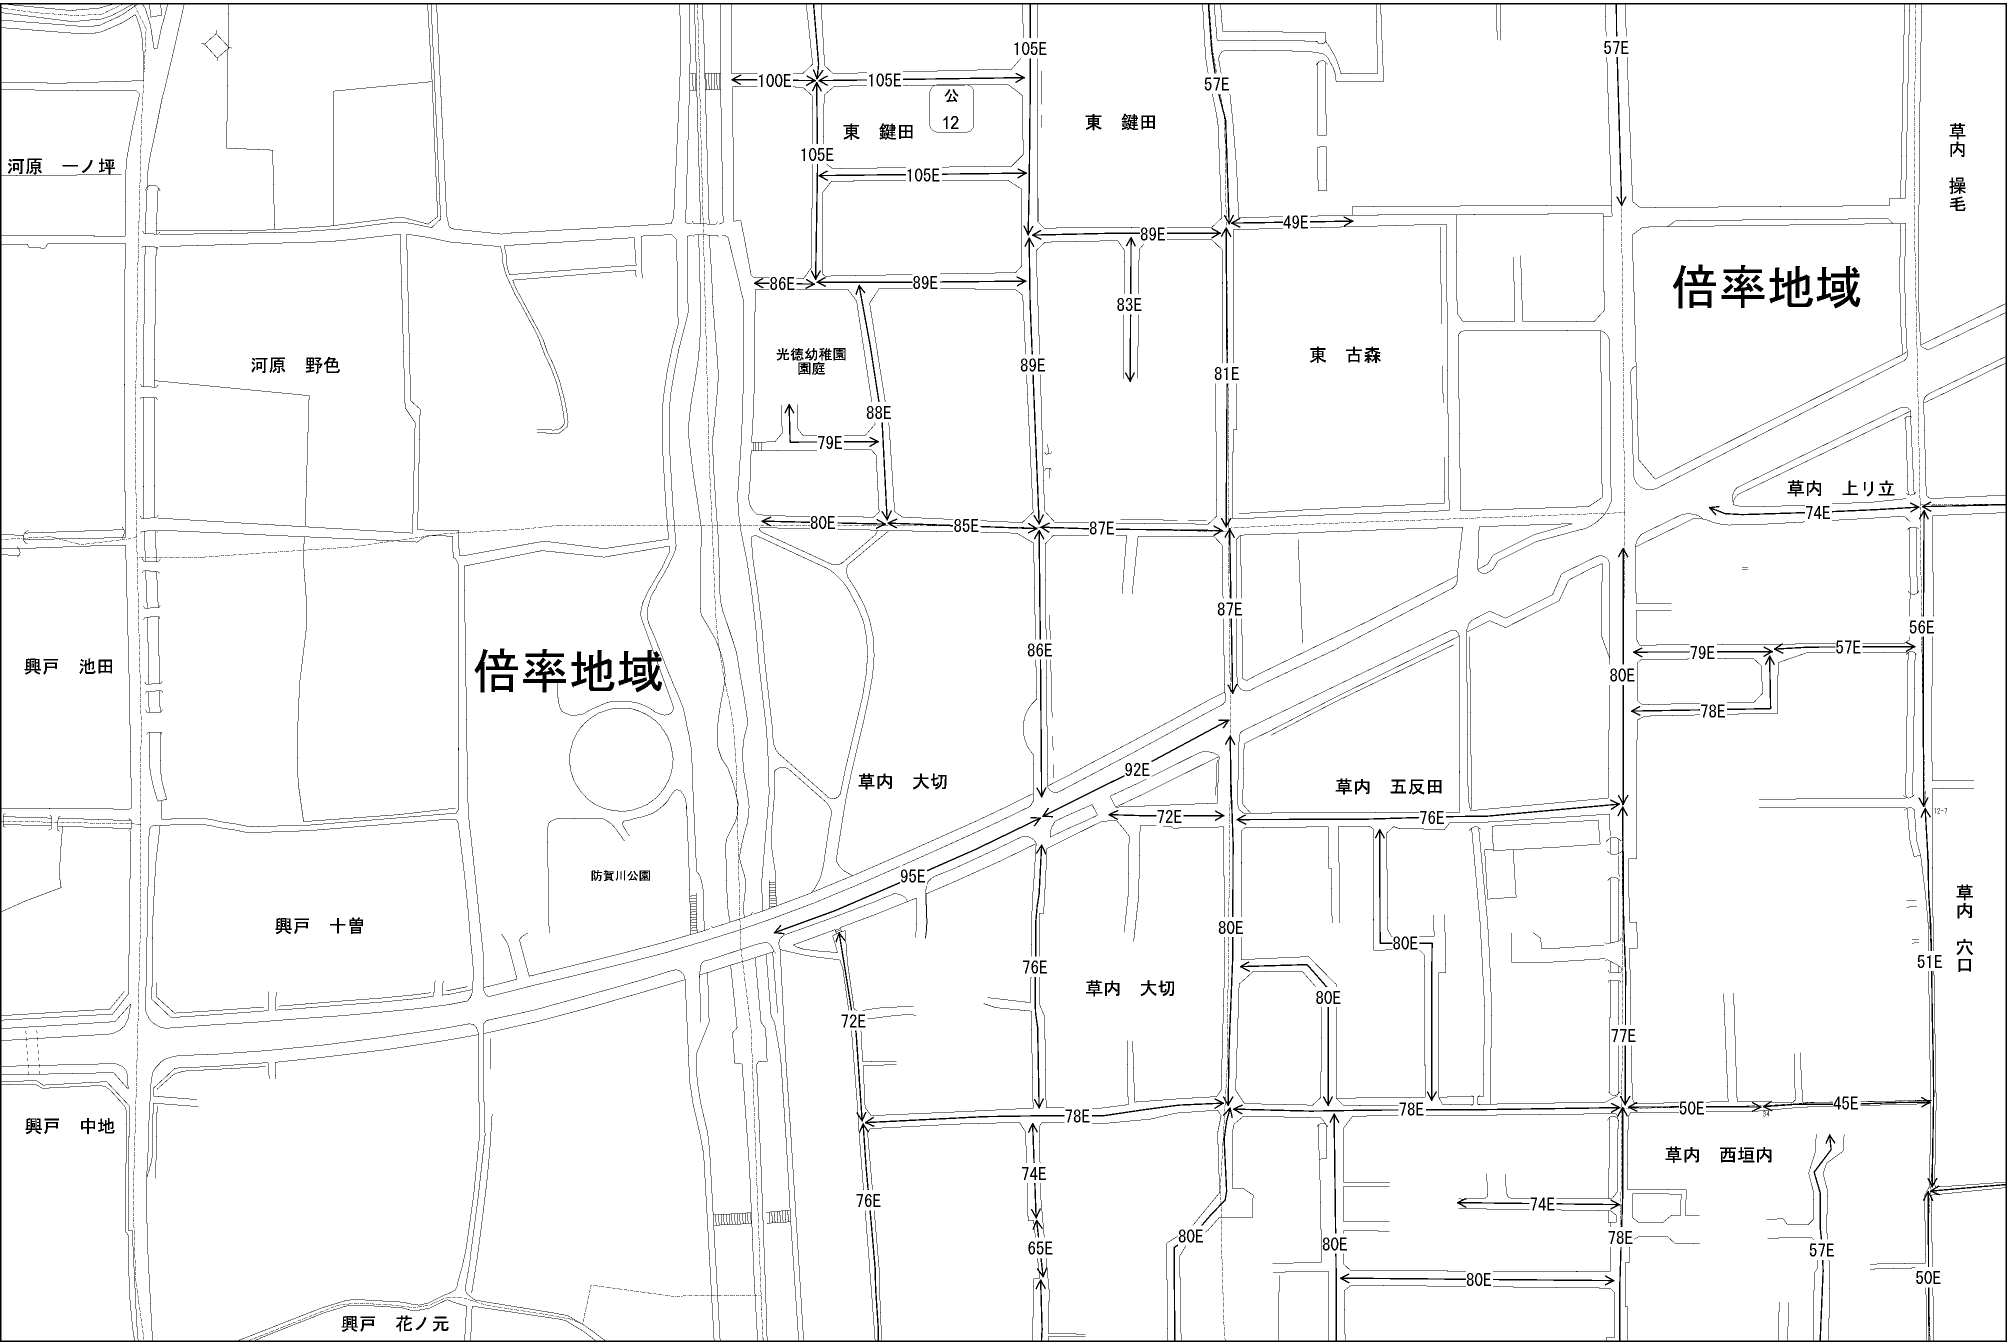 105E
57E
57E
100E
105E
57E
公
12
東 鍵田
東 鍵田
草内 操毛
105E
河原 一ノ坪
105E
49E
89E
86E
89E
倍率地域
83E
光徳幼稚園
園庭
東 古森
河原 野色
89E
81E
88E
79E
草内 上リ立
74E
80E
85E
87E
87E
56E
86E
79E
57E
倍率地域
興戸 池田
80E
78E
92E
草内 大切
草内 五反田
72E
76E
12-7
95E
防賀川公園
草内 穴口
興戸 十曽
80E
80E
51E
76E
草内 大切
80E
72E
77E
78E
78E
50E
45E
34
興戸 中地
草内 西垣内
74E
76E
74E
80E
65E
80E
78E
57E
80E
50E
興戸 花ノ元